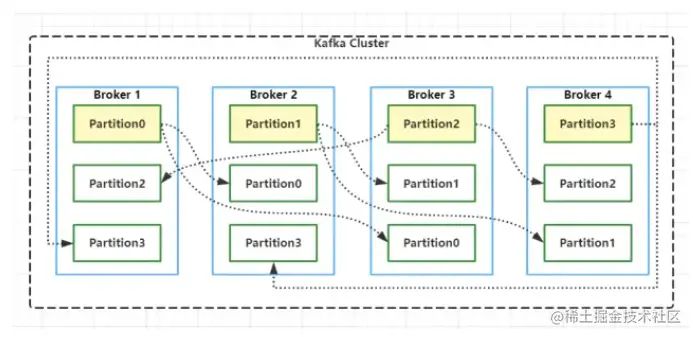 Kafka Cluster
Broker 1
Broker 2
Broker 3
Broker 4
Partition0
Partition1
Partition2
Partition3
Partition2
Partition0
Partition1
Partition2
Partition3
Partition3
Partition0
Partition1
@稀土掘金技术社区